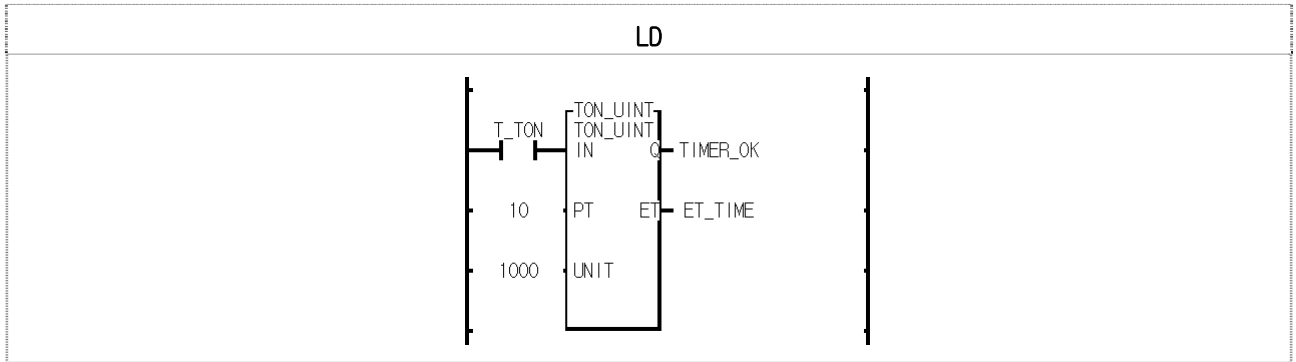 LD
TON_UINT
T_TON TON_UINT
IN Q TIMER_OK
10 PT ET ET_TIME
1000 UNIT